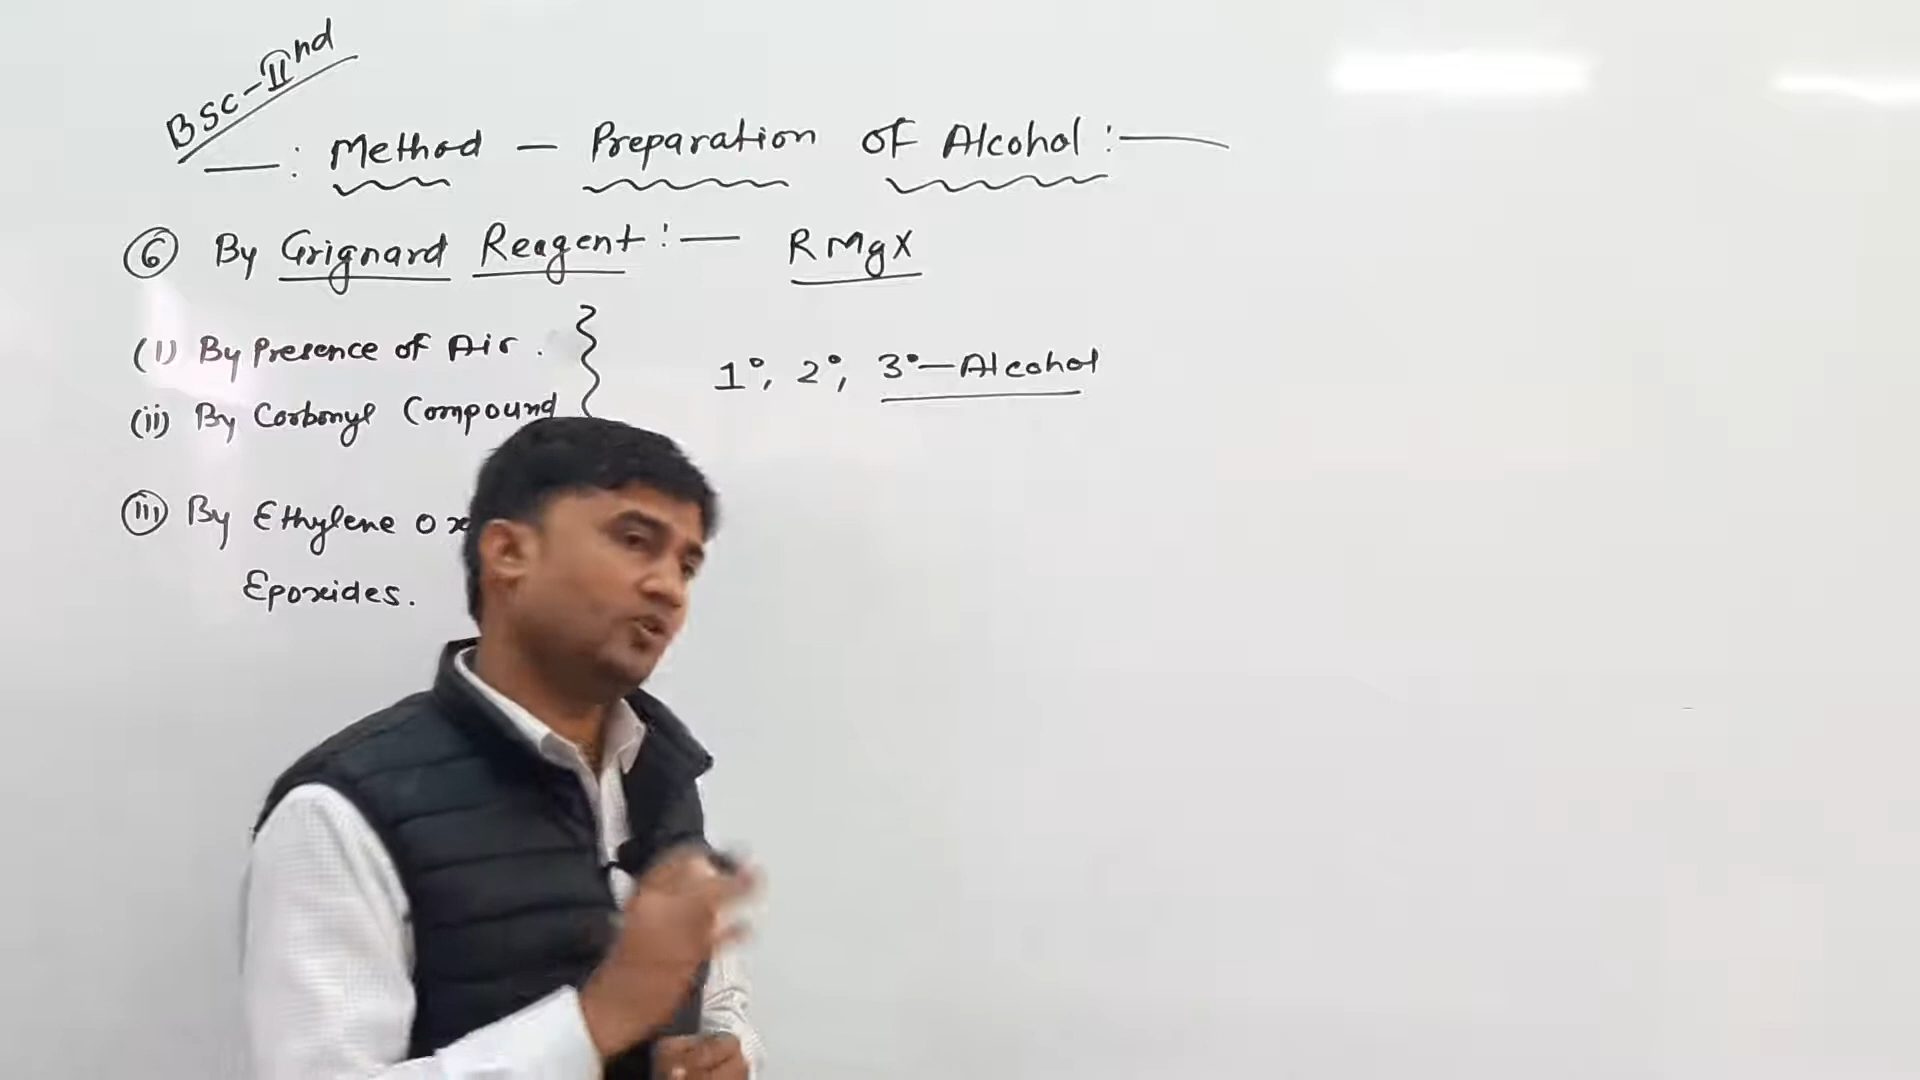 BSC-IInd
—: Method – Preparation of Alcohol :—
⑥ By Grignard Reagent :— RMgX
(i) By Presence of Air.
1°, 2°, 3°–Alcohol
(ii) By Carbonyl Compound
(iii) By Ethylene
Epoxides.